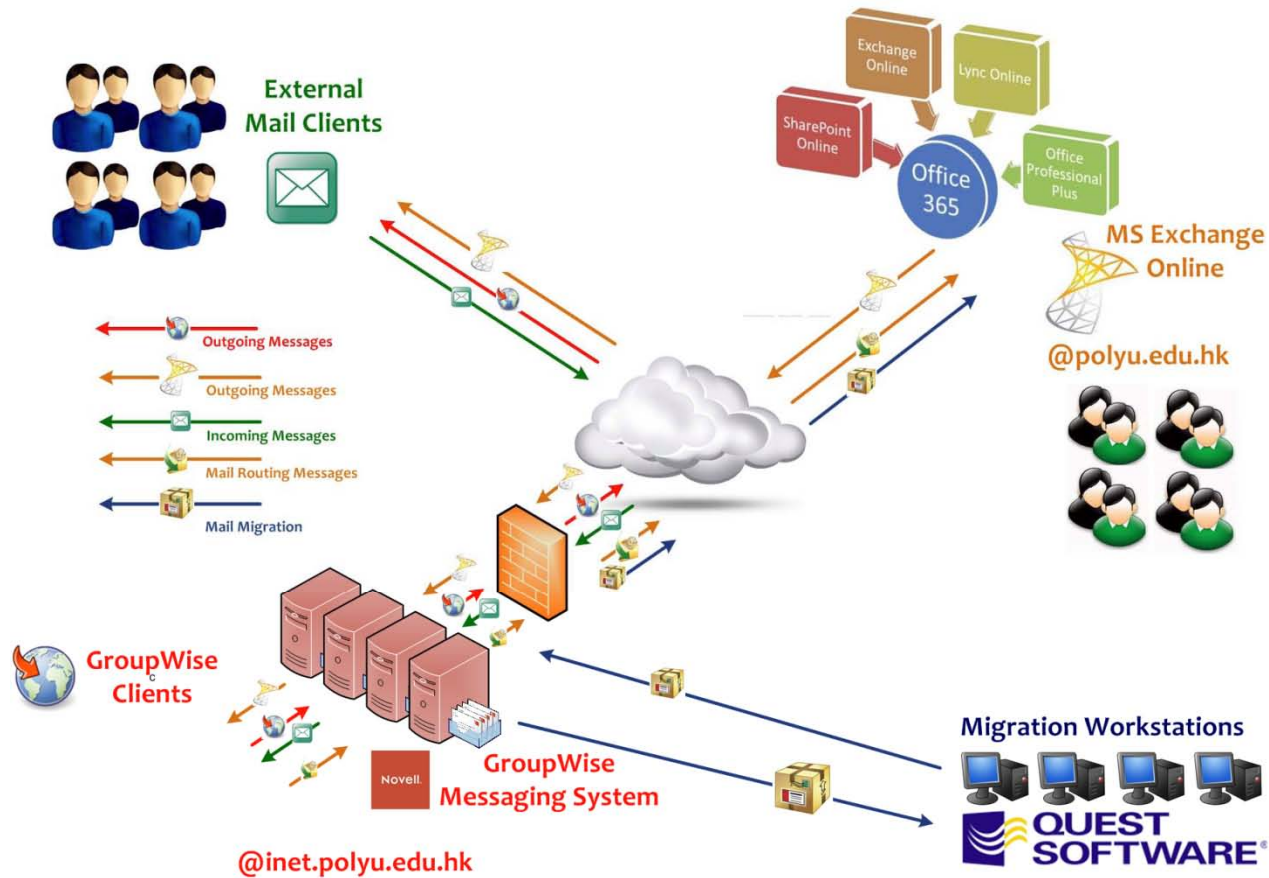 External
Mail Clients
Exchange
Online
Lync Online
SharePoint
Online
Office
Professional
Plus
Office
365
MS Exchange
Online
@polyu.edu.hk
Outgoing Messages
Outgoing Messages
Incoming Messages
Mail Routing Messages
Mail Migration
GroupWise
C
Clients
Novell.
GroupWise
Messaging System
@inet.polyu.edu.hk
Migration Workstations
QUEST
SOFTWARE®